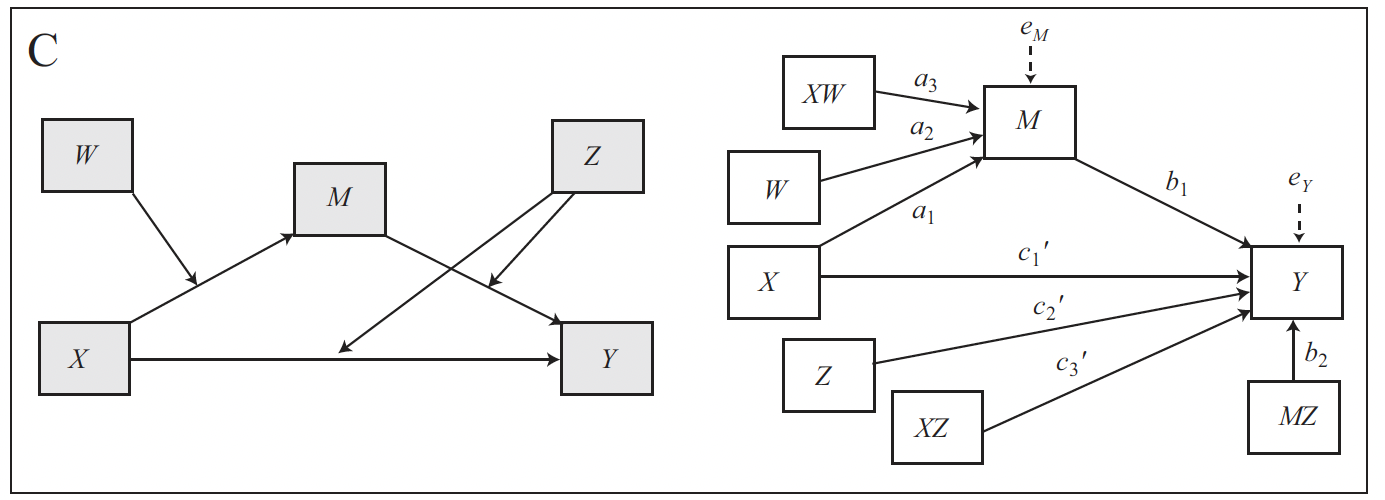 C
W
Z
M
X
Y
e_M
XW
a_3
M
a_2
W
a_1
b_1
e_Y
X
c_1′
Y
c_2′
Z
c_3′
b_2
XZ
MZ